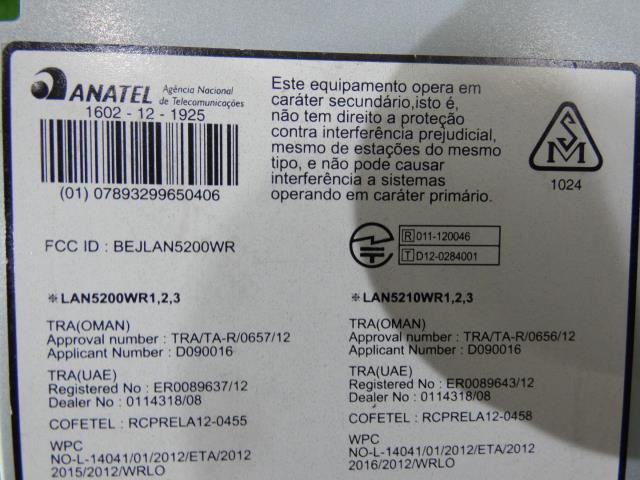 ANATEL Agência Nacional
de Telecomunicações
1602 - 12 - 1925
(01) 07893299650406
Este equipamento opera em
caráter secundário,isto é,
não tem direito a proteção
contra interferência prejudicial,
mesmo de estações do mesmo
tipo, e não pode causar
interferência a sistemas
operando em caráter primário.
S
M
1024
FCC ID : BEJLAN5200WR
R 011-120046
T D12-0284001
※LAN5200WR1,2,3
TRA(OMAN)
Approval number : TRA/TA-R/0657/12
Applicant Number : D090016
TRA(UAE)
Registered No : ER0089637/12
Dealer No : 0114318/08
COFETEL : RCPRELA12-0455
WPC
NO-L-14041/01/2012/ETA/2012
2015/2012/WRLO
※LAN5210WR1,2,3
TRA(OMAN)
Approval number : TRA/TA-R/0656/12
Applicant Number : D090016
TRA(UAE)
Registered No : ER0089643/12
Dealer No : 0114318/08
COFETEL : RCPRELA12-0458
WPC
NO-L-14041/01/2012/ETA/2012
2016/2012/WRLO